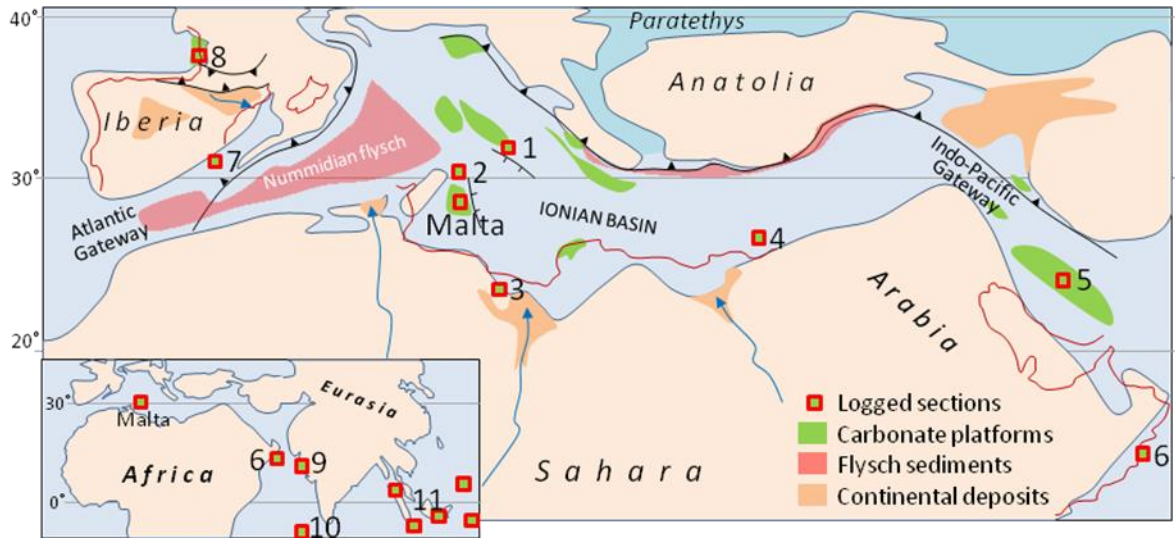 40°
Paratethys
8
Anatolia
Iberia
1
Nummidian flysch
7
2
30°
Indo-Pacific
Gateway
Atlantic
Gateway
Malta
IONIAN BASIN
4
5
3
Arabia
20°
Eurasia
30°
Malta
Logged sections
Carbonate platforms
6
Africa
6
9
Sahara
Flysch sediments
11
Continental deposits
0°
10